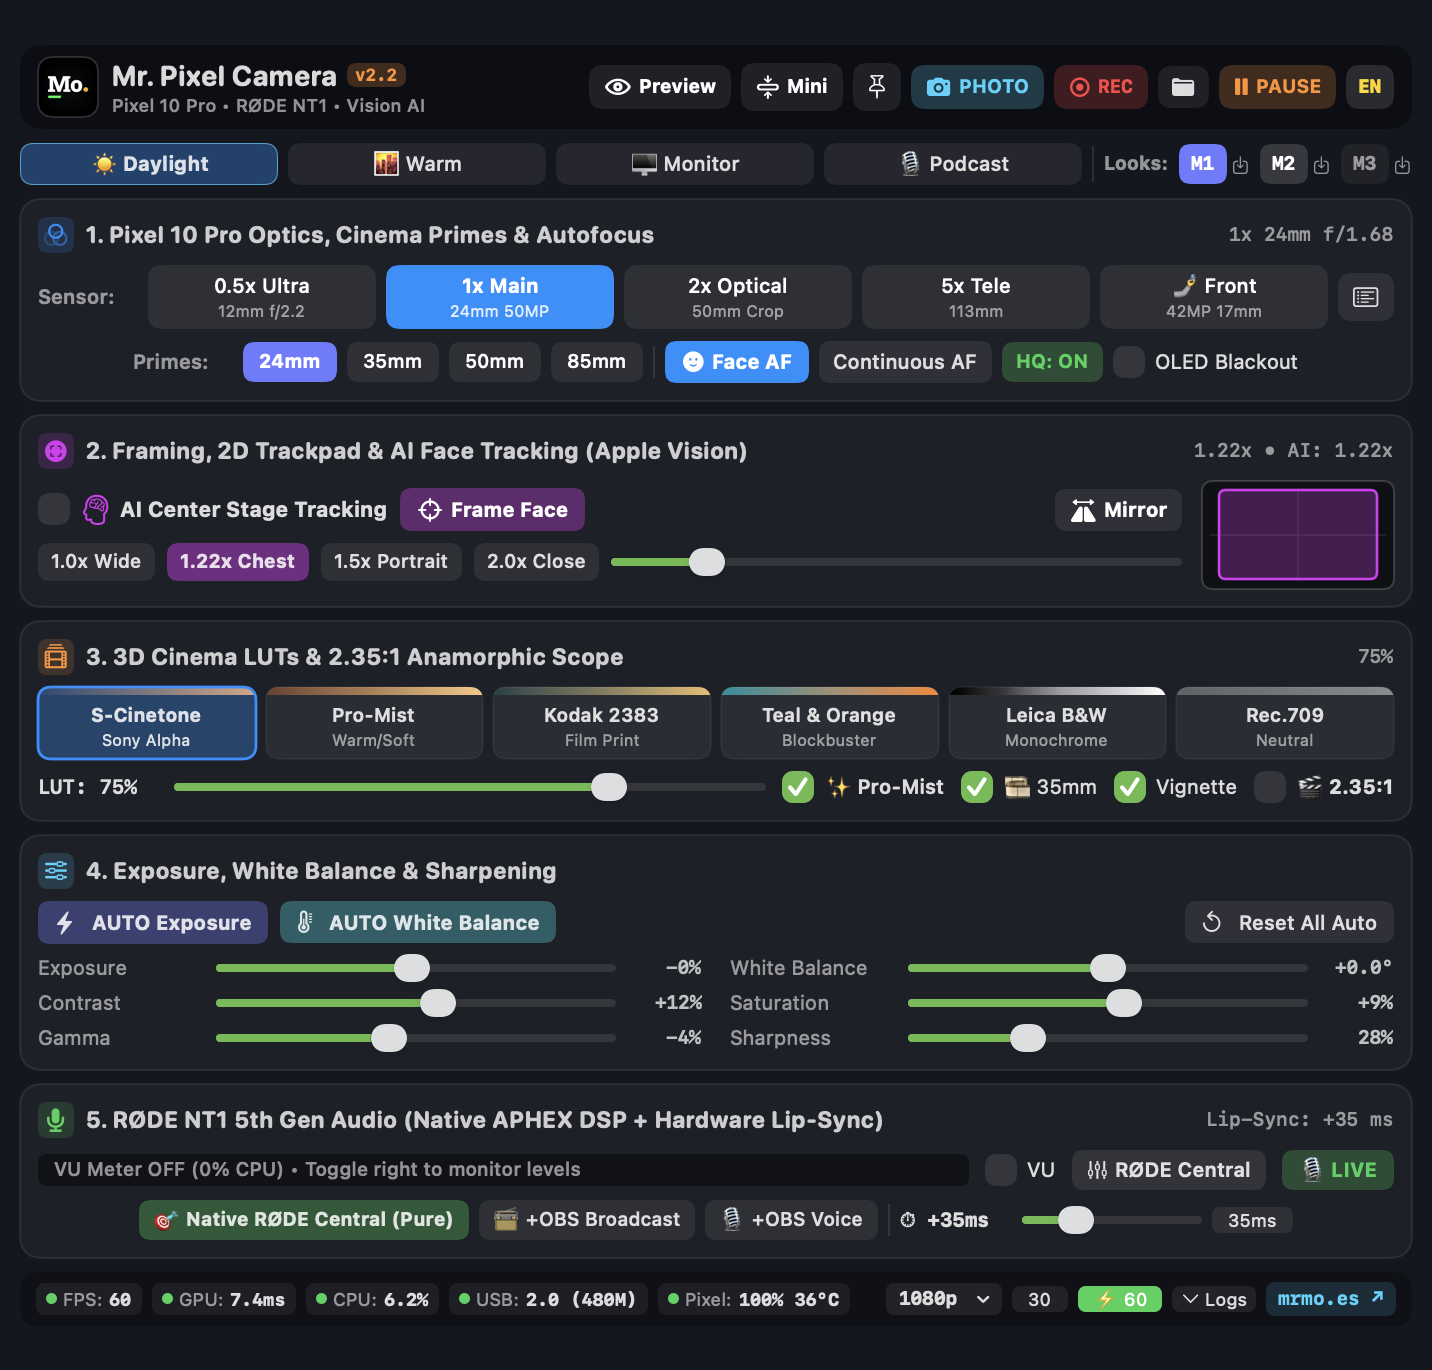 Mo.
Mr. Pixel Camera v2.2
Pixel 10 Pro • RØDE NT1 • Vision AI
Preview
Mini
PHOTO
REC
PAUSE
EN
Daylight
Warm
Monitor
Podcast
Looks: M1 M2 M3
1. Pixel 10 Pro Optics, Cinema Primes & Autofocus
1x 24mm f/1.68
Sensor:
0.5x Ultra
12mm f/2.2
1x Main
24mm 50MP
2x Optical
50mm Crop
5x Tele
113mm
Front
42MP 17mm
Primes: 24mm 35mm 50mm 85mm
Face AF
Continuous AF
HQ: ON
OLED Blackout
2. Framing, 2D Trackpad & AI Face Tracking (Apple Vision)
1.22x • AI: 1.22x
AI Center Stage Tracking
Frame Face
Mirror
1.0x Wide
1.22x Chest
1.5x Portrait
2.0x Close
3. 3D Cinema LUTs & 2.35:1 Anamorphic Scope
75%
S-Cinetone
Sony Alpha
Pro-Mist
Warm/Soft
Kodak 2383
Film Print
Teal & Orange
Blockbuster
Leica B&W
Monochrome
Rec.709
Neutral
LUT: 75%
Pro-Mist
35mm
Vignette
2.35:1
4. Exposure, White Balance & Sharpening
AUTO Exposure
AUTO White Balance
Reset All Auto
Exposure −0%
White Balance +0.0°
Contrast +12%
Saturation +9%
Gamma −4%
Sharpness 28%
5. RØDE NT1 5th Gen Audio (Native APHEX DSP + Hardware Lip-Sync)
Lip-Sync: +35 ms
VU Meter OFF (0% CPU) • Toggle right to monitor levels
VU
RØDE Central
LIVE
Native RØDE Central (Pure)
+OBS Broadcast
+OBS Voice
+35ms
35ms
FPS: 60
GPU: 7.4ms
CPU: 6.2%
USB: 2.0 (480M)
Pixel: 100% 36°C
1080p
30
⚡ 60
Logs
mrmo.es ↗